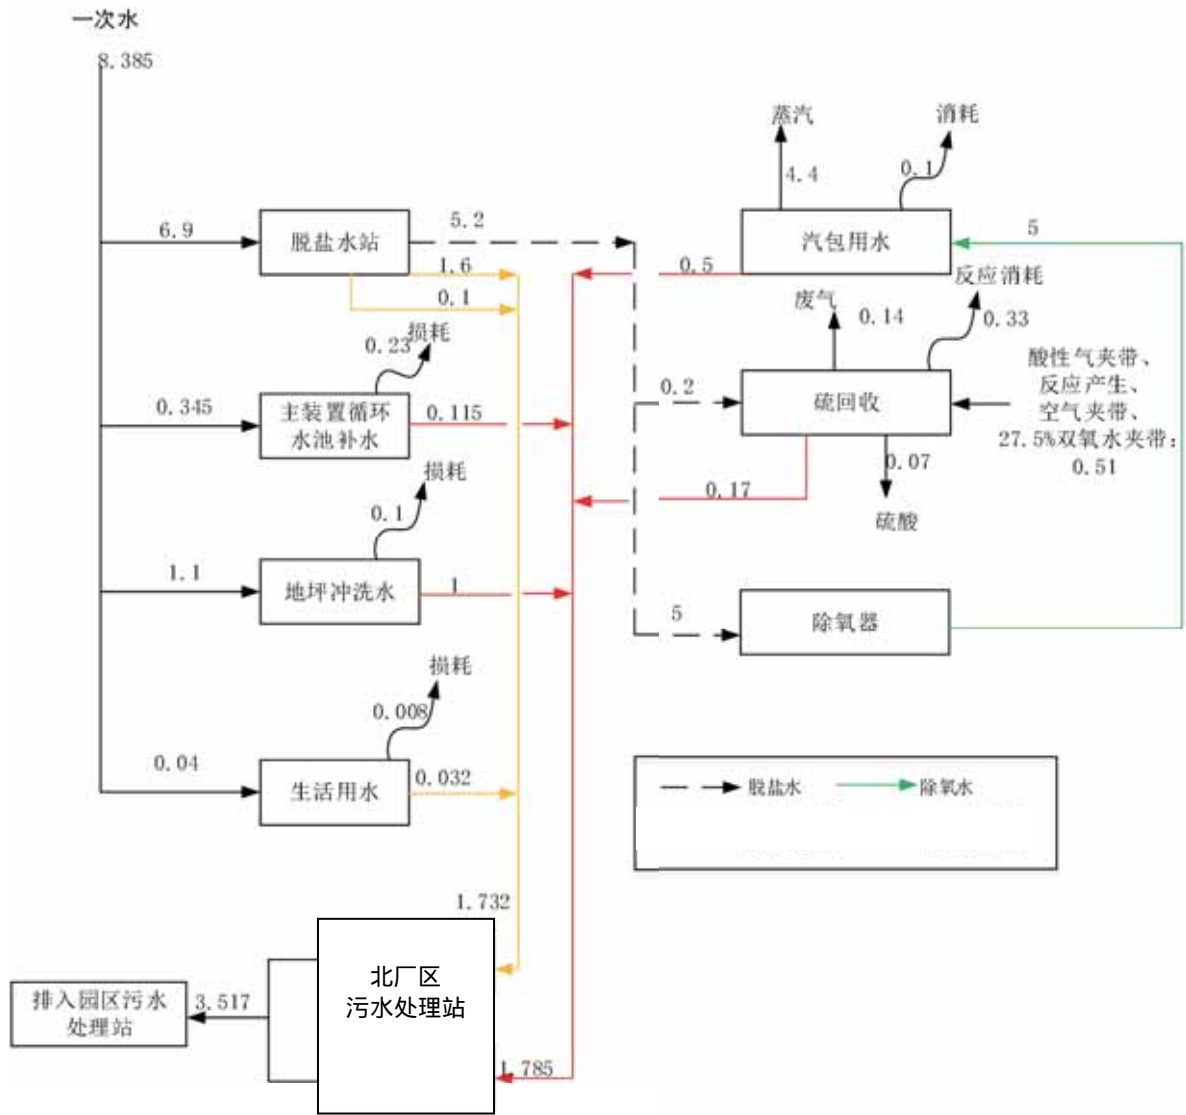 一次水
8.385
蒸汽
消耗
4.4
0.1
6.9
脱盐水站
5.2
汽包用水
5
1.6
0.5
反应消耗
0.1
废气
0.14
0.33
损耗
0.23
酸性气夹带、
反应产生、
空气夹带、
27.5%双氧水夹带：
0.51
0.2
硫回收
0.345
主装置循环
水池补水
0.115
0.07
损耗
0.17
硫酸
0.1
1.1
地坪冲洗水
1
5
除氧器
损耗
0.008
0.04
生活用水
0.032
脱盐水
除氧水
1.732
北厂区
污水处理站
排入园区污水
处理站
3.517
1.785